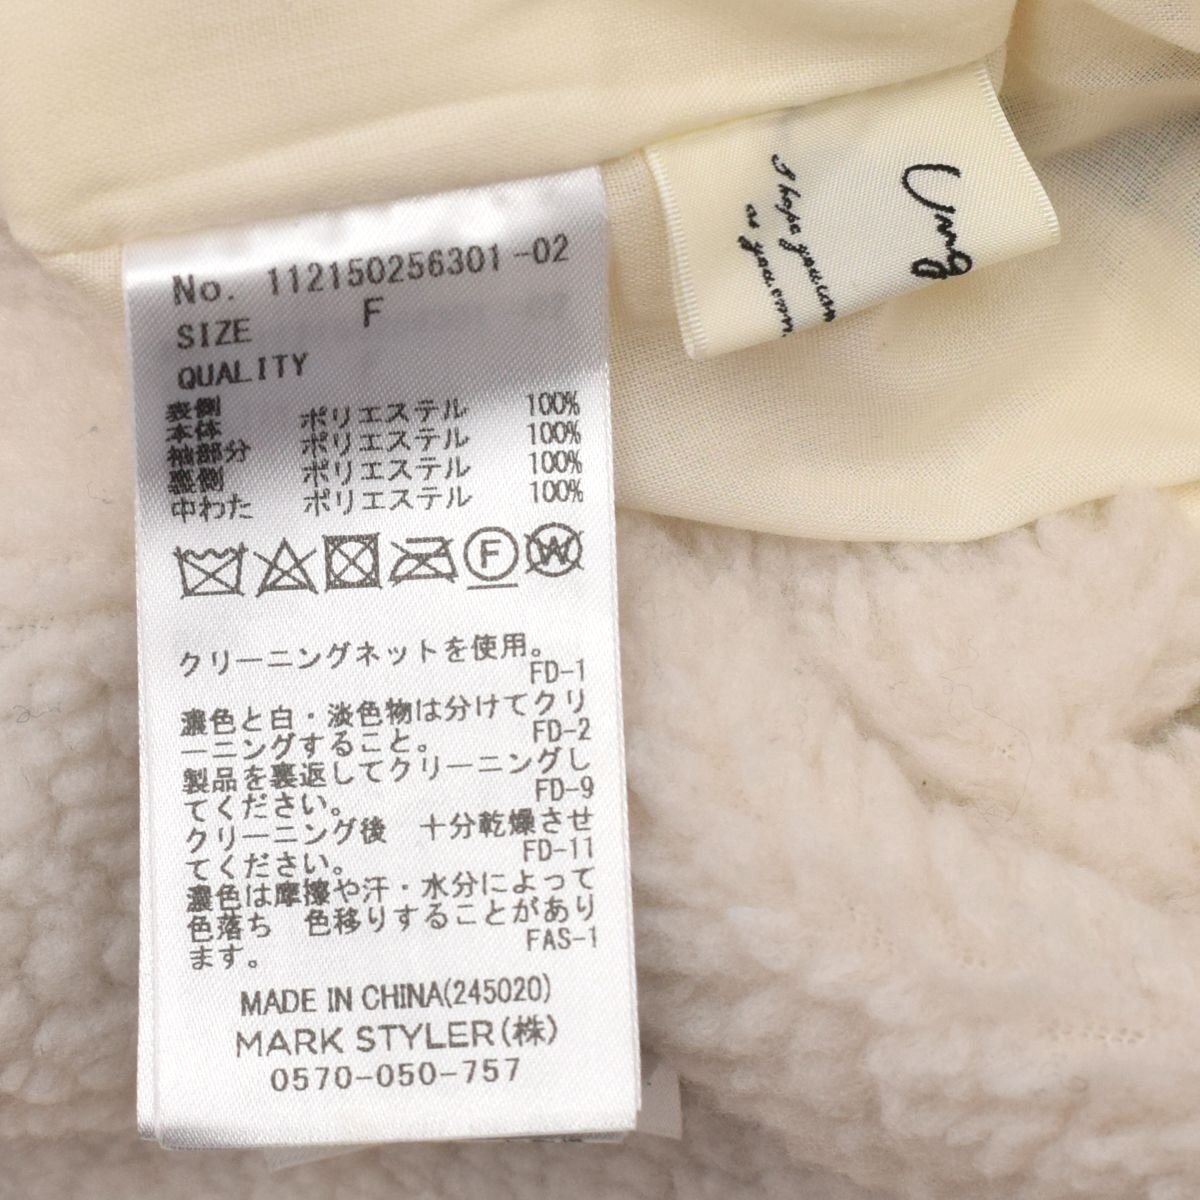 No. 112150256301-02
SIZE F
QUALITY
表側
本体 ポリエステル 100%
袖部分 ポリエステル 100%
裏側 ポリエステル 100%
中わた ポリエステル 100%
F
W
クリーニングネットを使用。
FD-1
濃色と白・淡色物は分けてクリ
ーニングすること。
FD-2
製品を裏返してクリーニングし
てください。
FD-9
クリーニング後 十分乾燥させ
てください。
FD-11
濃色は摩擦や汗・水分によって
色落ち 色移りすることがあり
ます。
FAS-1
MADE IN CHINA(245020)
MARK STYLER(株)
0570-050-757
Ung
I hope you can
as you